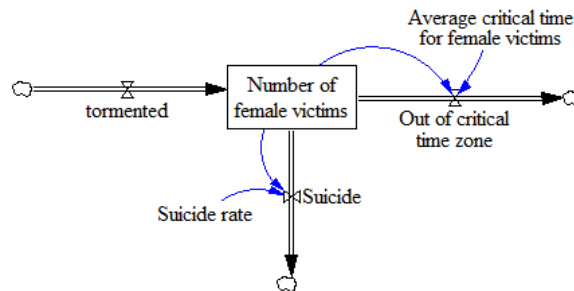 Average critical time
for female victims
Number of
female victims
tormented
Out of critical
time zone
Suicide rate
Suicide